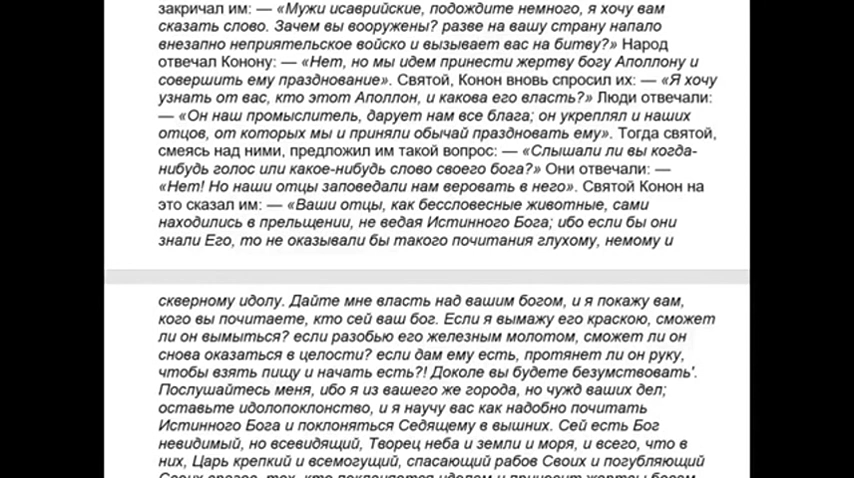 закричал им: — «Мужи исаврийские, подождите немного, я хочу вам
сказать слово. Зачем вы вооружены? разве на вашу страну напало
внезапно неприятельское войско и вызывает вас на битву?» Народ
отвечал Конону: — «Нет, но мы идем принести жертву богу Аполлону и
совершить ему празднование». Святой, Конон вновь спросил их: — «Я хочу
узнать от вас, кто этот Аполлон, и какова его власть?» Люди отвечали:
— «Он наш промыслитель, дарует нам все блага; он укреплял и наших
отцов, от которых мы и приняли обычай праздновать ему». Тогда святой,
смеясь над ними, предложил им такой вопрос: — «Слышали ли вы когда-
нибудь голос или какое-нибудь слово своего бога?» Они отвечали: —
«Нет! Но наши отцы заповедали нам веровать в него». Святой Конон на
это сказал им: — «Ваши отцы, как бессловесные животные, сами
находились в прельщении, не ведая Истинного Бога; ибо если бы они
знали Его, то не оказывали бы такого почитания глухому, немому и
скверному идолу. Дайте мне власть над вашим богом, и я покажу вам,
кого вы почитаете, кто сей ваш бог. Если я вымажу его краскою, сможет
ли он вымыться? если разобью его железным молотом, сможет ли он
снова оказаться в целости? если дам ему есть, протянет ли он руку,
чтобы взять пищу и начать есть?! Доколе вы будете безумствовать'.
Послушайтесь меня, ибо я из вашего же города, но чужд ваших дел;
оставьте идолопоклонство, и я научу вас как надобно почитать
Истинного Бога и поклоняться Седящему в вышних. Сей есть Бог
невидимый, но всевидящий, Творец неба и земли и моря, и всего, что в
них, Царь крепкий и всемогущий, спасающий рабов Своих и погубляющий
Своих врагов, тех, кто поклоняется идолам и приносит жертвы богам